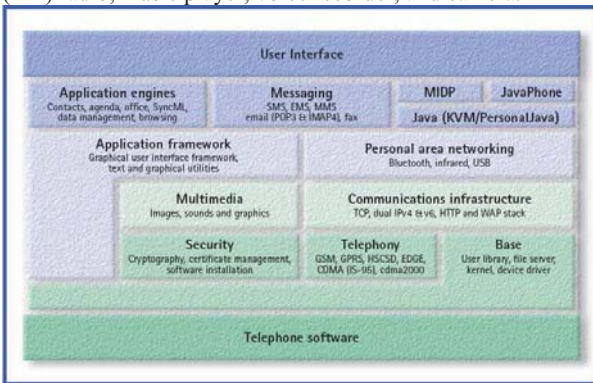 User Interface
Application engines
Contacts, agenda, office, SyncML,
data management, browsing
Messaging
SMS, EMS, MMS
email (POP3 & IMAP4), fax
MIDP
JavaPhone
Java (KVM/PersonalJava)
Application framework
Graphical user interface framework,
text and graphical utilities
Personal area networking
Bluetooth, infrared, USB
Multimedia
Images, sounds and graphics
Communications infrastructure
TCP, dual IPv4 & v6, HTTP and WAP stack
Security
Cryptography, certificate management,
software installation
Telephony
GSM, GPRS, HSCSD, EDGE,
CDMA (IS-95), cdma2000
Base
User library, file server,
kernel, device driver
Telephone software